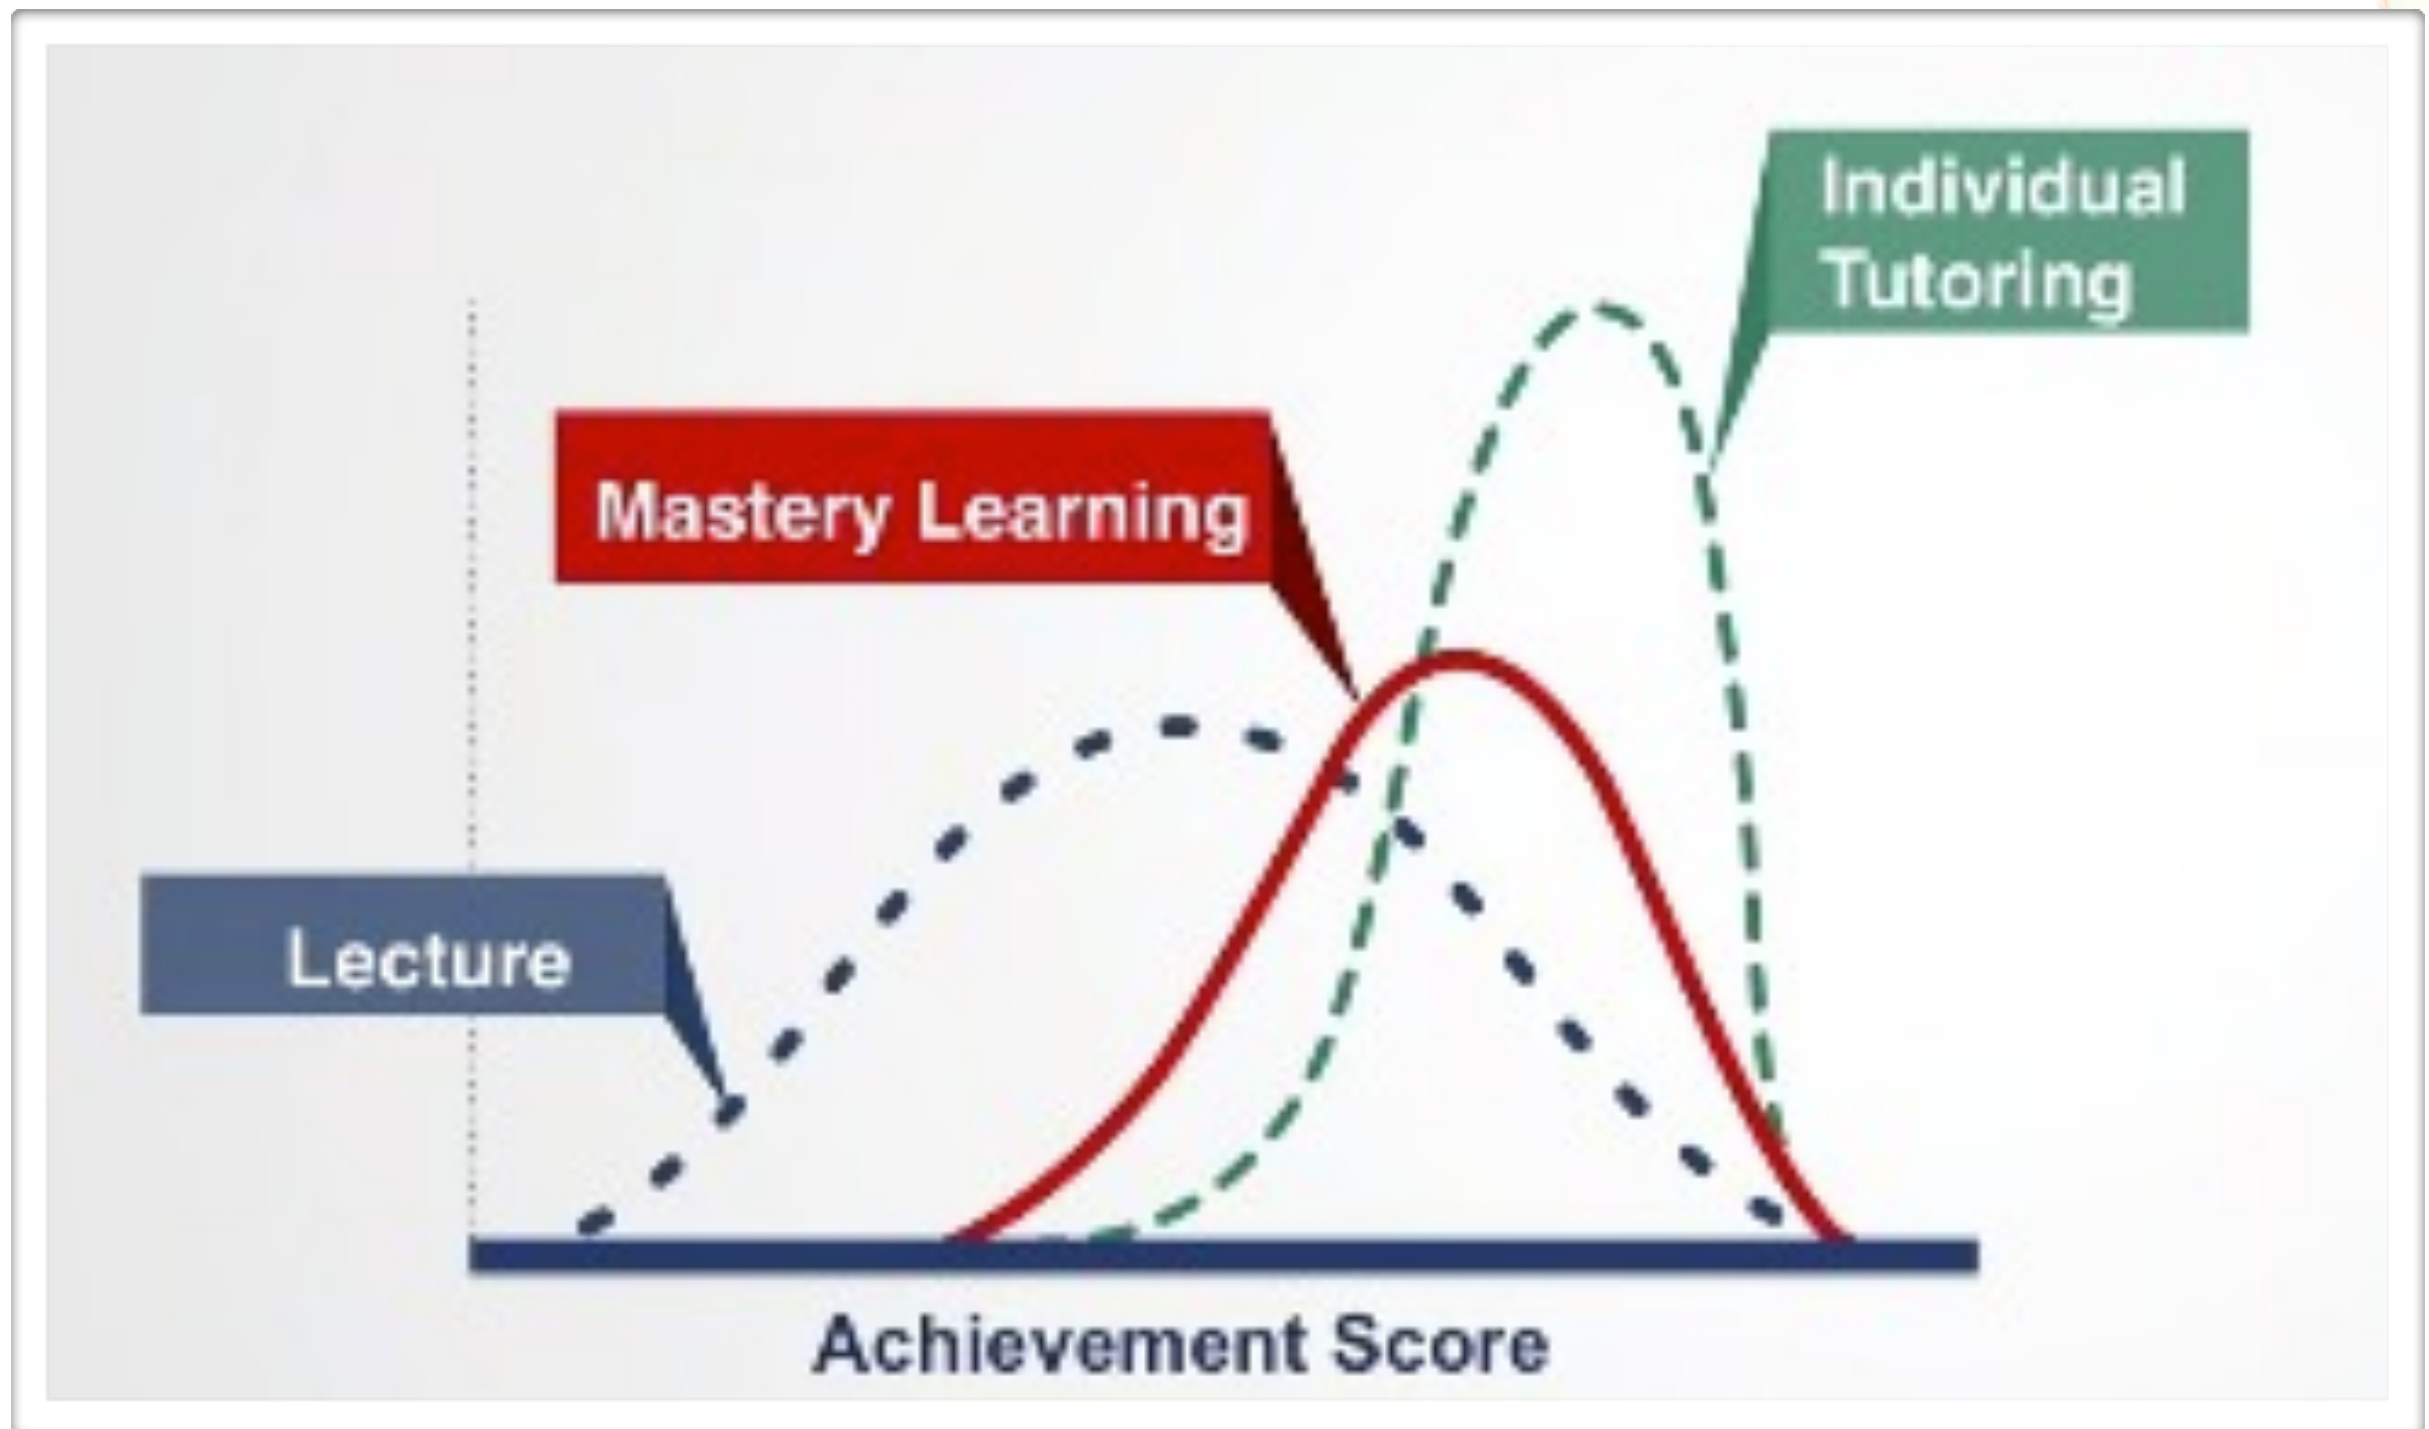 Individual
Tutoring
Mastery Learning
Lecture
Achievement Score